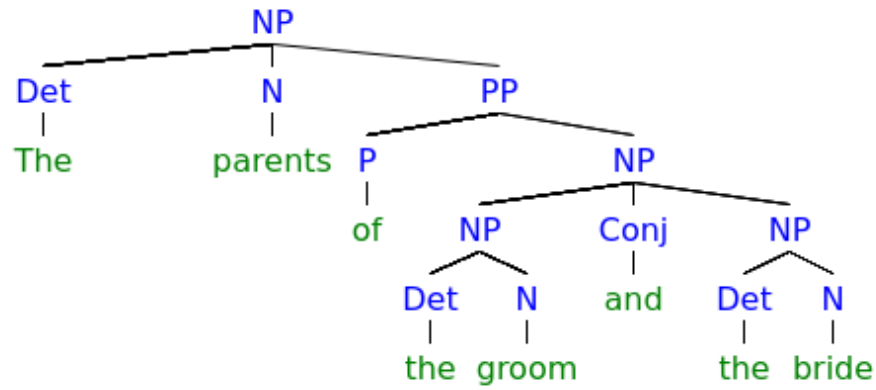 NP
Det N PP
The parents P NP
of NP Conj NP
Det N and Det N
the groom the bride